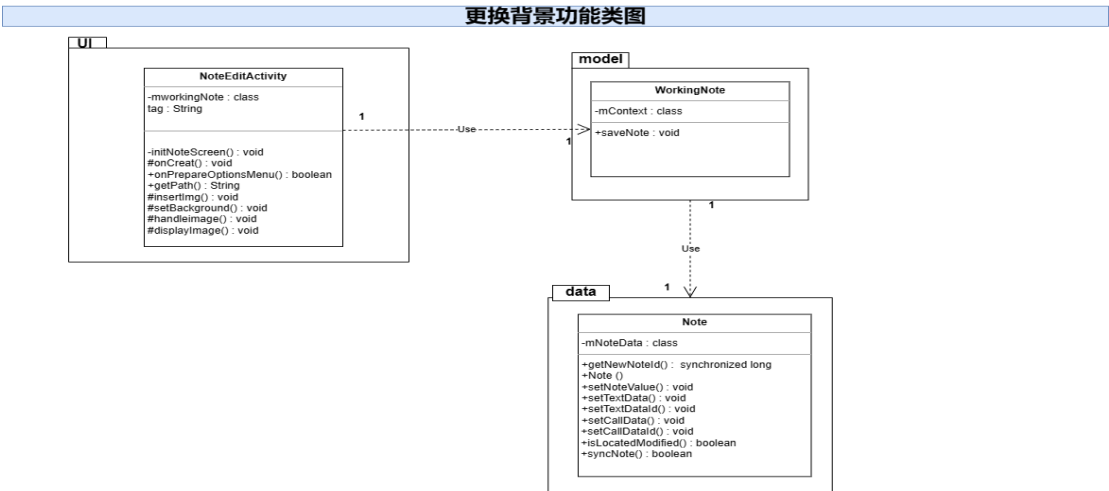 更换背景功能类图
UI
NoteEditActivity
-mworkingNote : class
tag : String
-initNoteScreen() : void
#onCreat() : void
+onPrepareOptionsMenu() : boolean
+getPath() : String
#insertImg() : void
#setBackground() : void
#handleimage() : void
#displayImage() : void
1
Use
1
model
WorkingNote
-mContext : class
+saveNote : void
1
Use
1
data
Note
-mNoteData : class
+getNewNoteId() : synchronized long
+Note ()
+setNoteValue() : void
+setTextData() : void
+setTextDataId() : void
+setCallData() : void
+setCallDataId() : void
+isLocatedModified() : boolean
+syncNote() : boolean